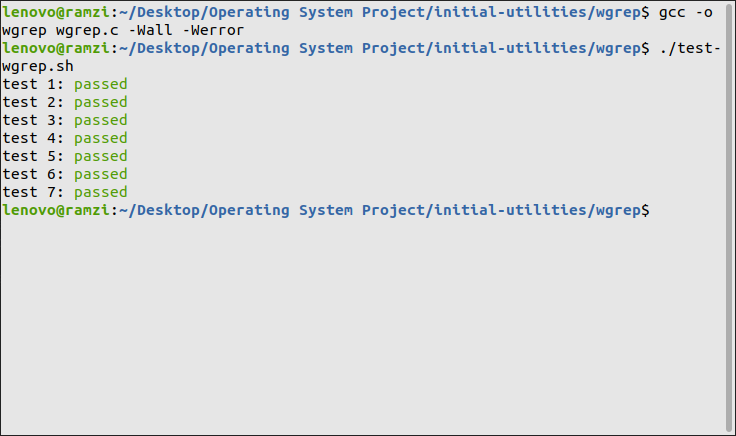 lenovo@ramzi:~/Desktop/Operating System Project/initial-utilities/wgrep$ gcc -o
wgrep wgrep.c -Wall -Werror
lenovo@ramzi:~/Desktop/Operating System Project/initial-utilities/wgrep$ ./test-
wgrep.sh
test 1: passed
test 2: passed
test 3: passed
test 4: passed
test 5: passed
test 6: passed
test 7: passed
lenovo@ramzi:~/Desktop/Operating System Project/initial-utilities/wgrep$